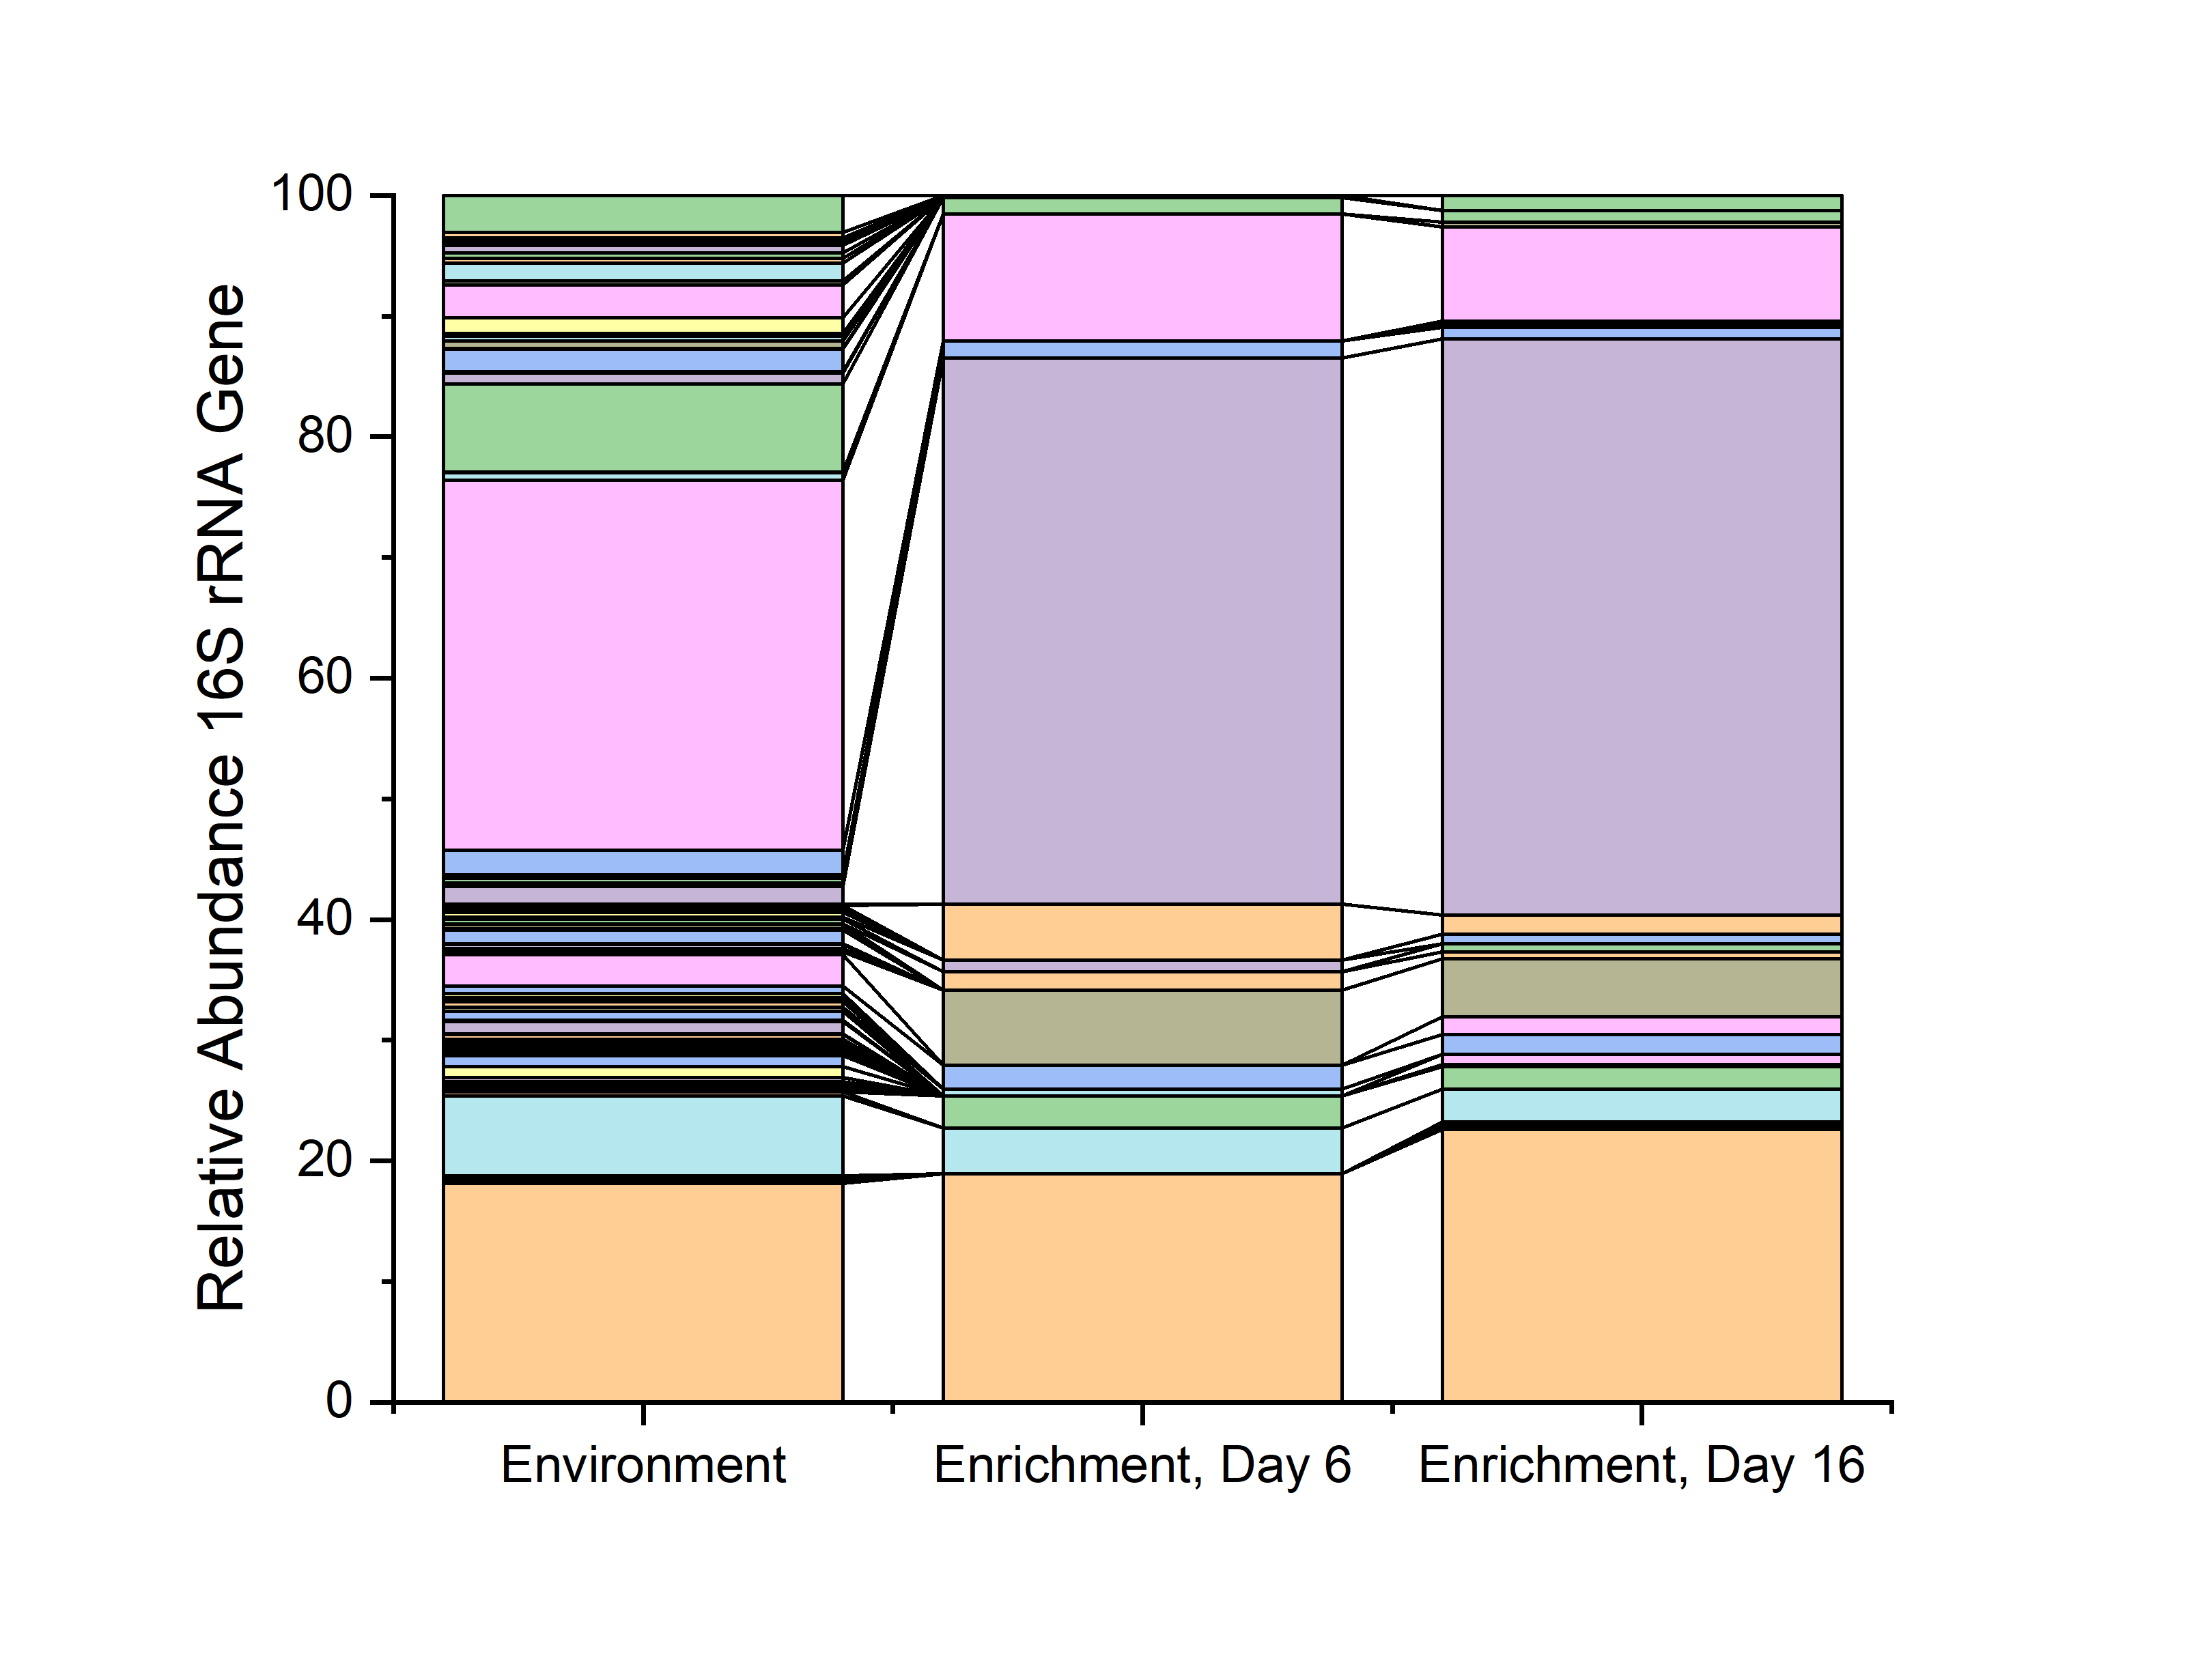 Relative Abundance 16S rRNA Gene
100
80
60
40
20
0
Environment
Enrichment, Day 6
Enrichment, Day 16